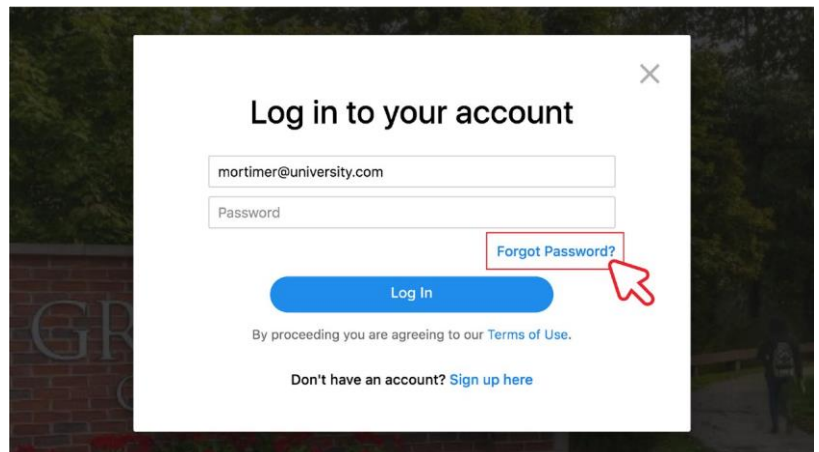 Log in to your account
mortimer@university.com
Password
Forgot Password?
Log In
By proceeding you are agreeing to our Terms of Use.
Don't have an account? Sign up here
GR